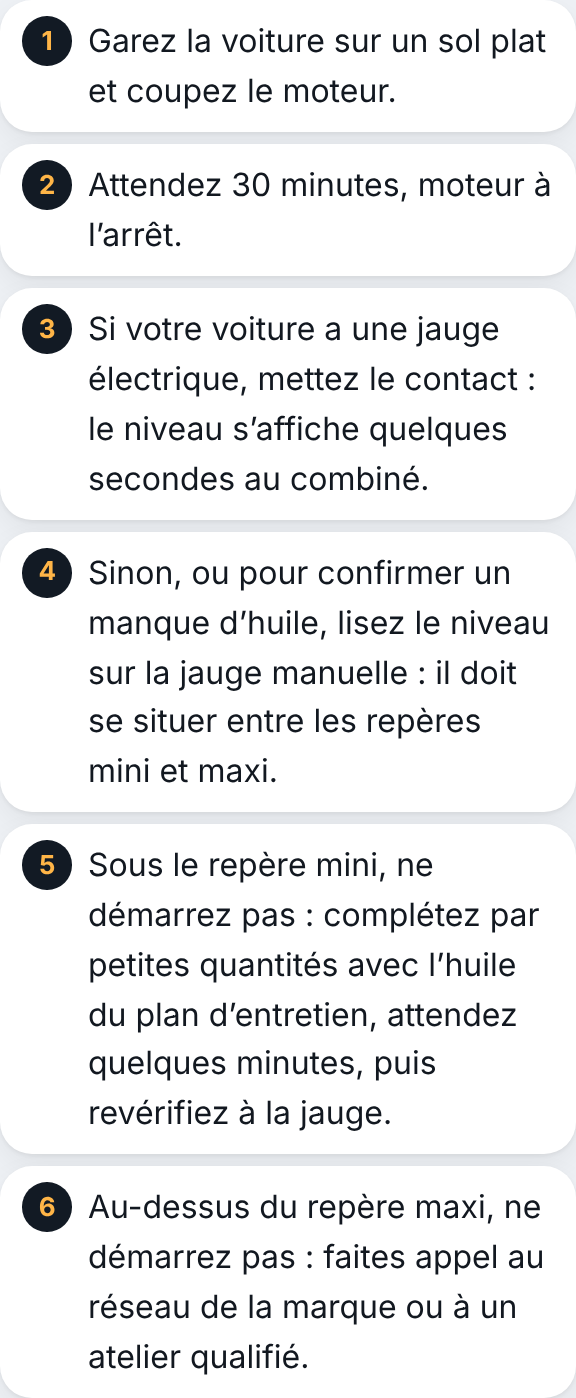 1 Garez la voiture sur un sol plat
et coupez le moteur.
2 Attendez 30 minutes, moteur à
l’arrêt.
3 Si votre voiture a une jauge
électrique, mettez le contact :
le niveau s’affiche quelques
secondes au combiné.
4 Sinon, ou pour confirmer un
manque d’huile, lisez le niveau
sur la jauge manuelle : il doit
se situer entre les repères
mini et maxi.
5 Sous le repère mini, ne
démarrez pas : complétez par
petites quantités avec l’huile
du plan d’entretien, attendez
quelques minutes, puis
revérifiez à la jauge.
6 Au-dessus du repère maxi, ne
démarrez pas : faites appel au
réseau de la marque ou à un
atelier qualifié.